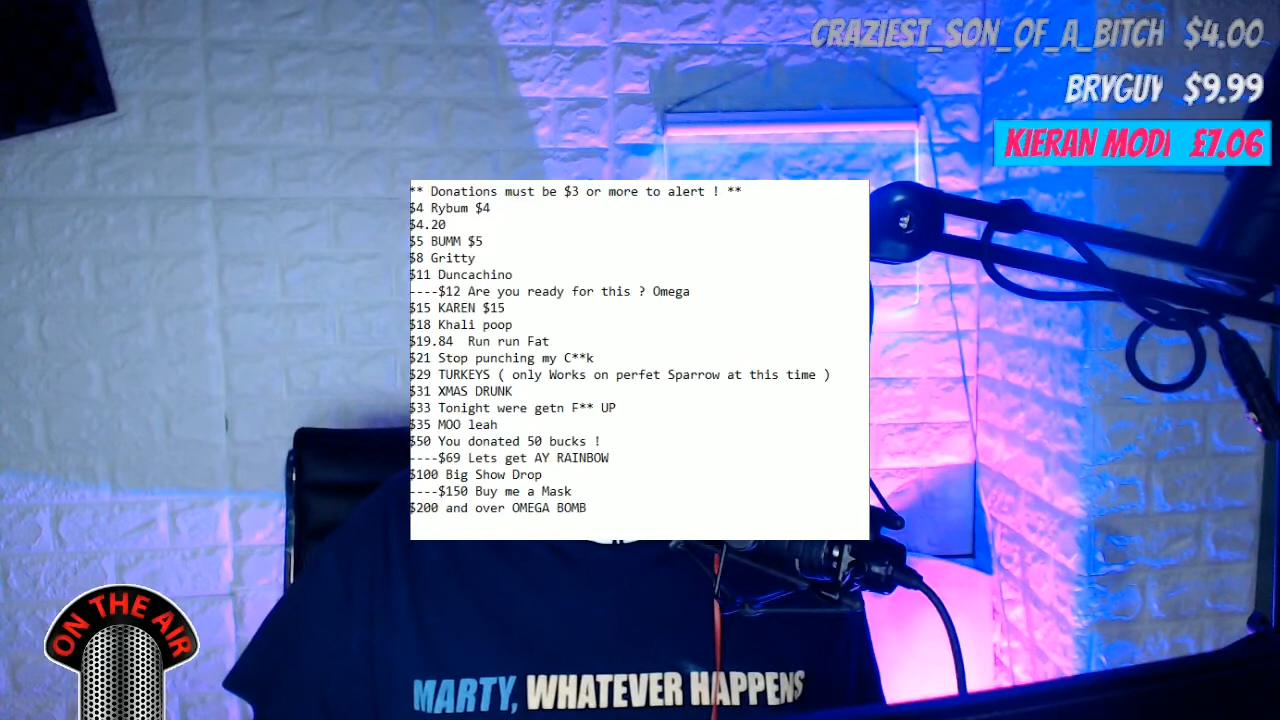 CRAZIEST_SON_OF_A_BITCH $4.00
BRYGUY $9.99
KIERAN MODI £7.06
** Donations must be $3 or more to alert ! **
$4 Rybum $4
$4.20
$5 BUMM $5
$8 Gritty
$11 Duncachino
----$12 Are you ready for this ? Omega
$15 KAREN $15
$18 Khali poop
$19.84  Run run Fat
$21 Stop punching my C**k
$29 TURKEYS ( only Works on perfet Sparrow at this time )
$31 XMAS DRUNK
$33 Tonight were getn F** UP
$35 MOO leah
$50 You donated 50 bucks !
----$69 Lets get AY RAINBOW
$100 Big Show Drop
----$150 Buy me a Mask
$200 and over OMEGA BOMB
ON THE AIR
MARTY, WHATEVER HAPPENS